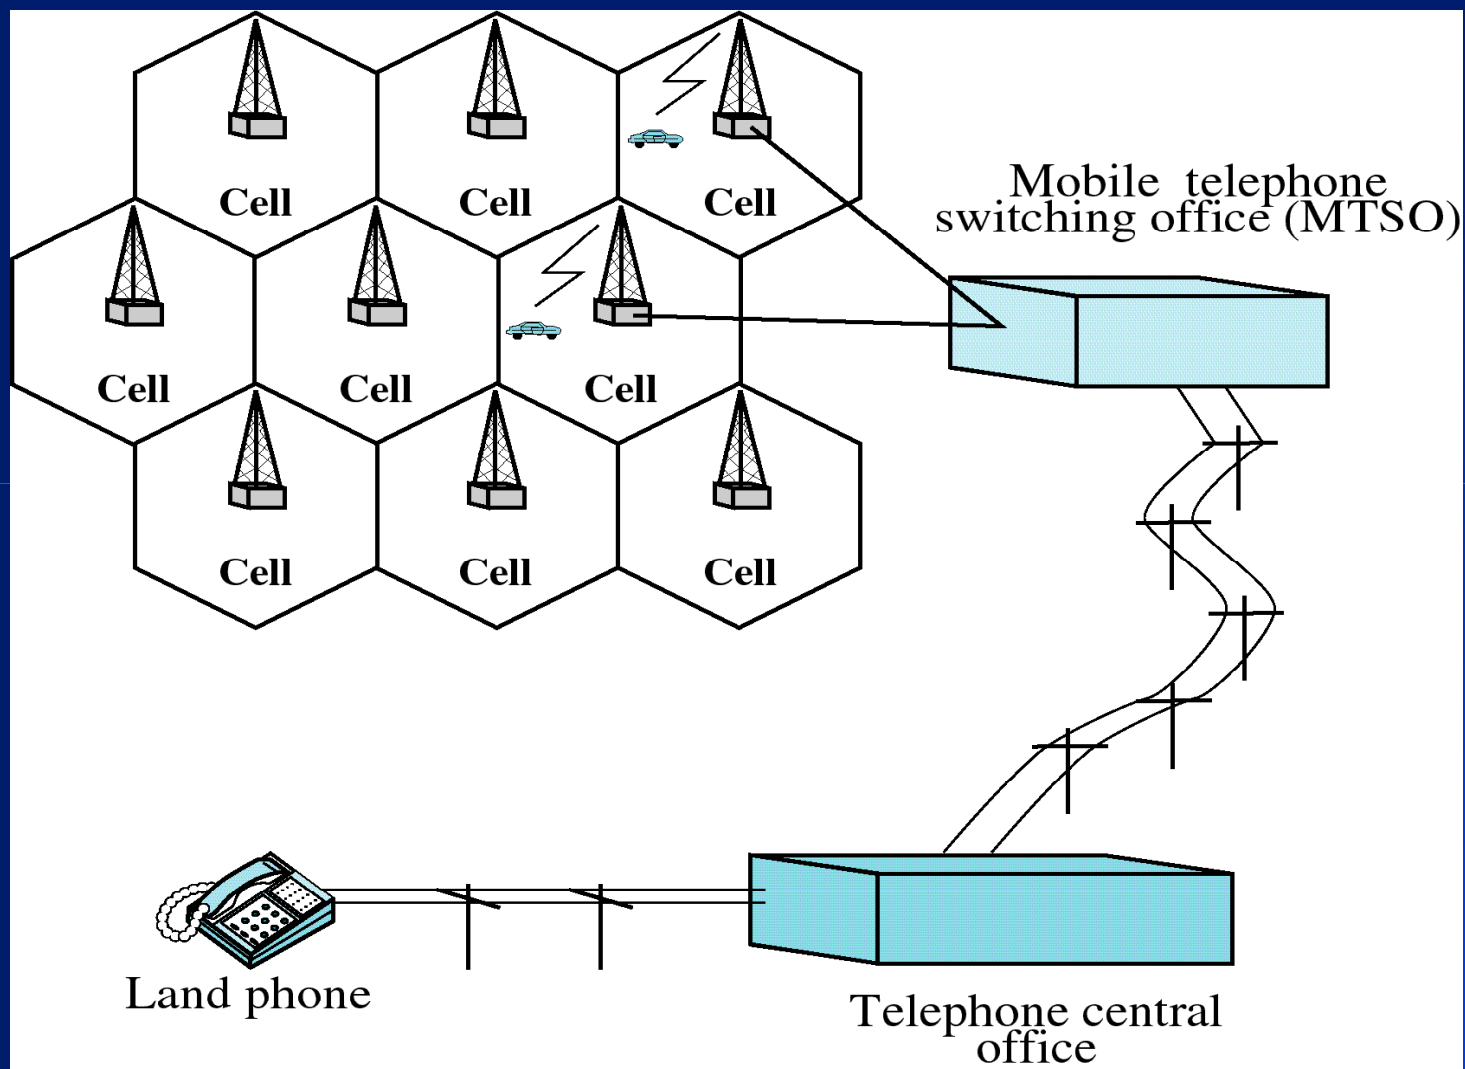 Cell Cell Cell
Mobile telephone
switching office (MTSO)
Cell Cell Cell
Cell Cell Cell
Land phone
Telephone central
office